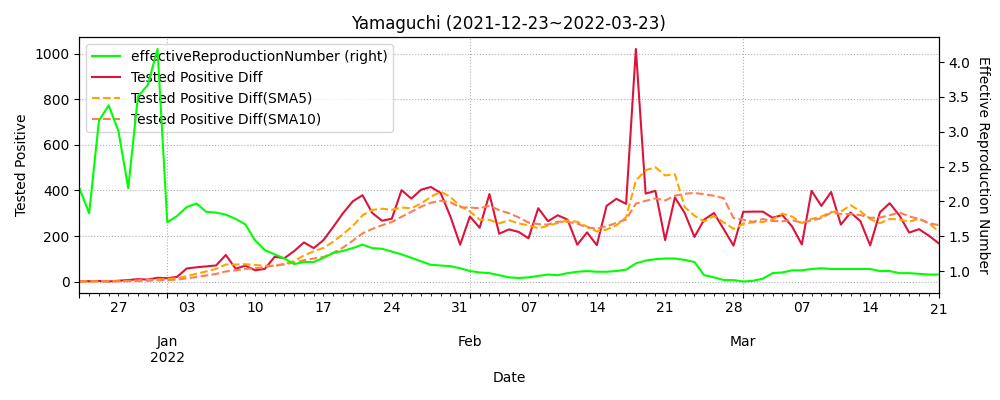 Yamaguchi (2021-12-23~2022-03-23)
effectiveReproductionNumber (right)
Tested Positive Diff
Tested Positive Diff(SMA5)
Tested Positive Diff(SMA10)
Tested Positive
1000
800
600
400
200
0
4.0
3.5
3.0
2.5
2.0
1.5
1.0
Effective Reproduction Number
27 03 10 17 24 31 07 14 21 28 07 14 21
Jan Feb Mar
2022
Date